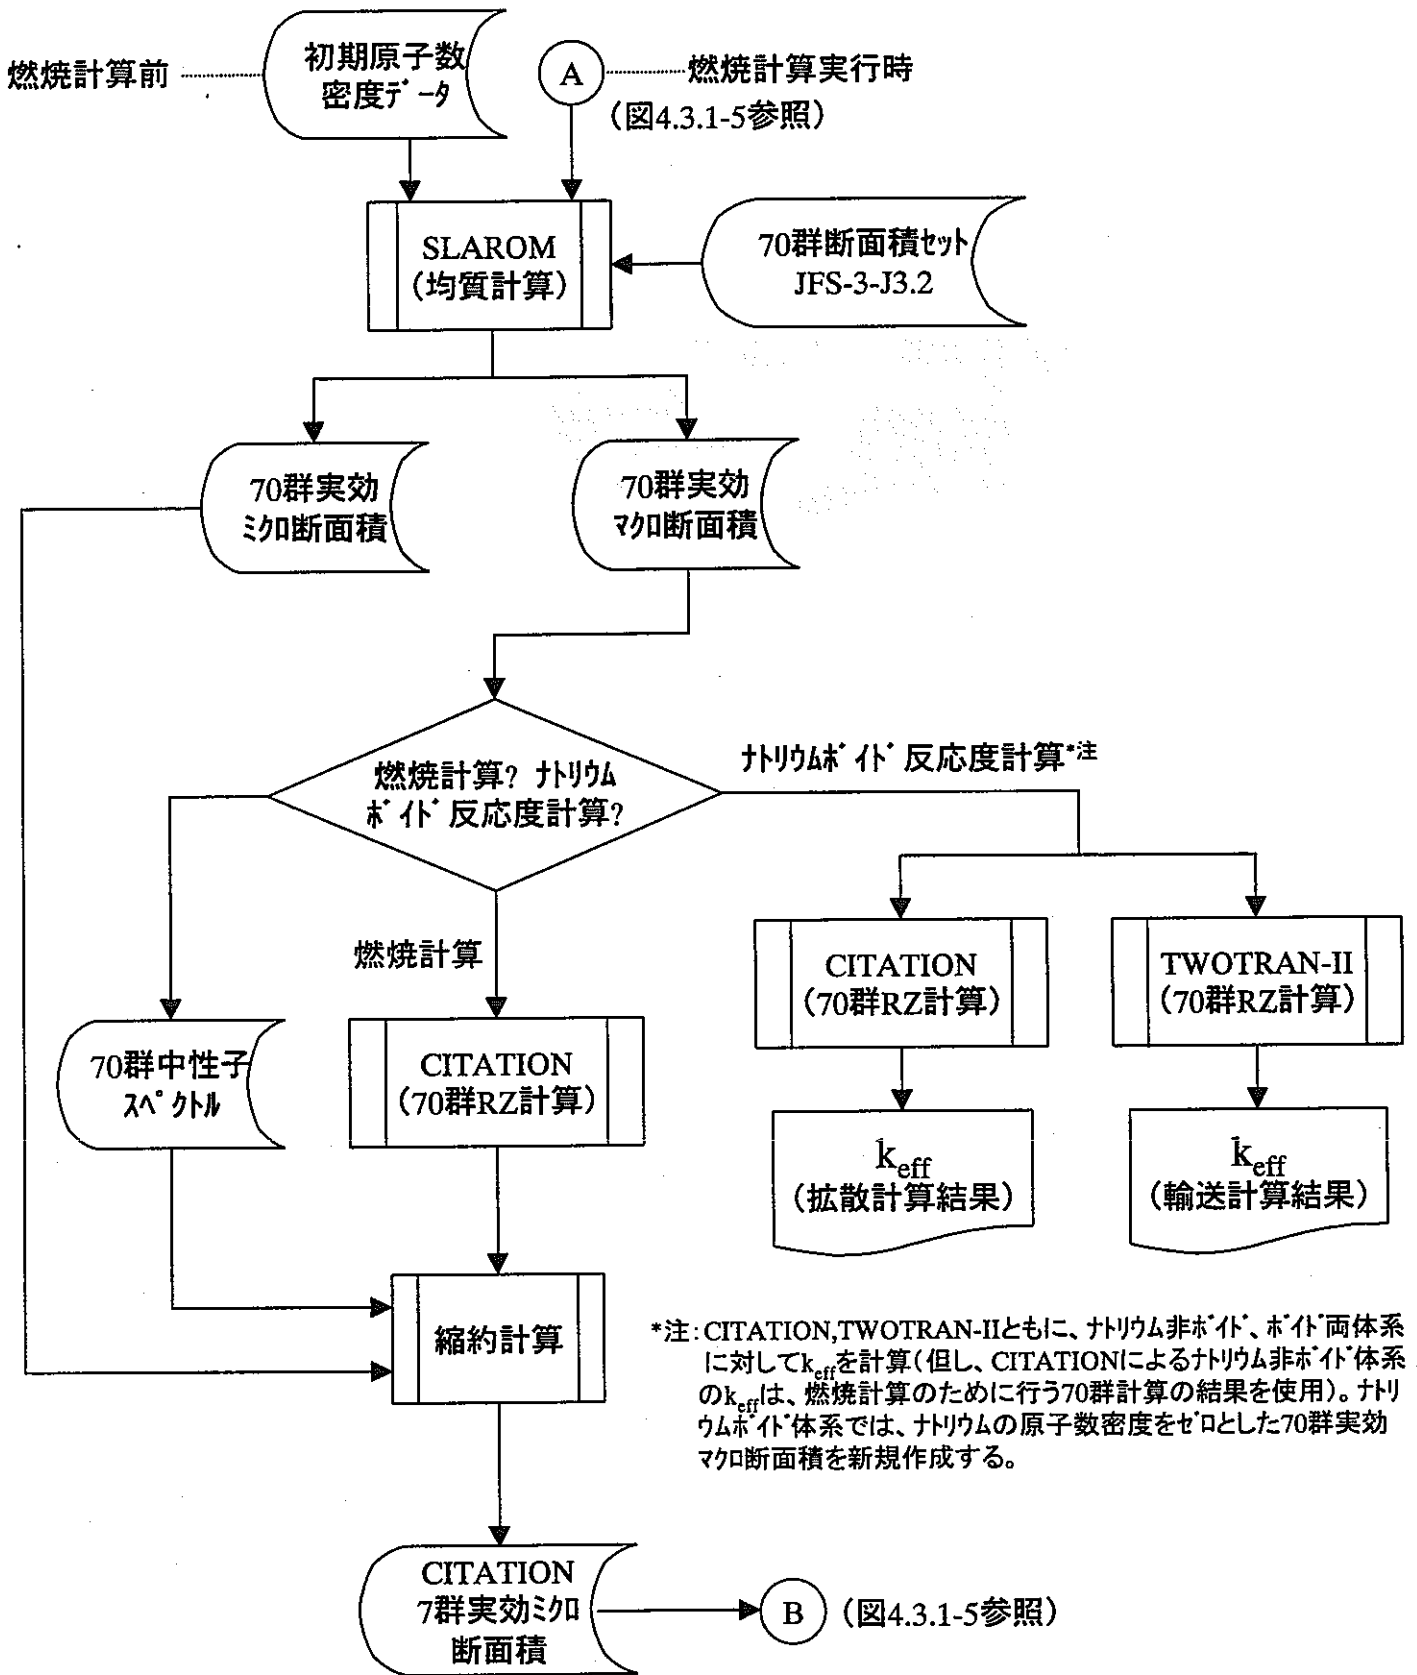 燃焼計算前
初期原子数
密度データ
A
燃焼計算実行時
(図4.3.1-5参照)
SLAROM
(均質計算)
70群断面積セット
JFS-3-J3.2
70群実効
ミクロ断面積
70群実効
マクロ断面積
燃焼計算? ナトリウム
ボイド反応度計算?
ナトリウムボイド反応度計算*注
燃焼計算
CITATION
(70群RZ計算)
TWOTRAN-II
(70群RZ計算)
70群中性子
スペクトル
CITATION
(70群RZ計算)
keff
(拡散計算結果)
keff
(輸送計算結果)
縮約計算
*注:CITATION,TWOTRAN-IIともに、ナトリウム非ボイド、ボイド両体系
に対してkeffを計算(但し、CITATIONによるナトリウム非ボイド体系
のkeffは、燃焼計算のために行う70群計算の結果を使用)。ナトリ
ウムボイド体系では、ナトリウムの原子数密度をゼロとした70群実効
マクロ断面積を新規作成する。
CITATION
7群実効ミクロ
断面積
B
(図4.3.1-5参照)